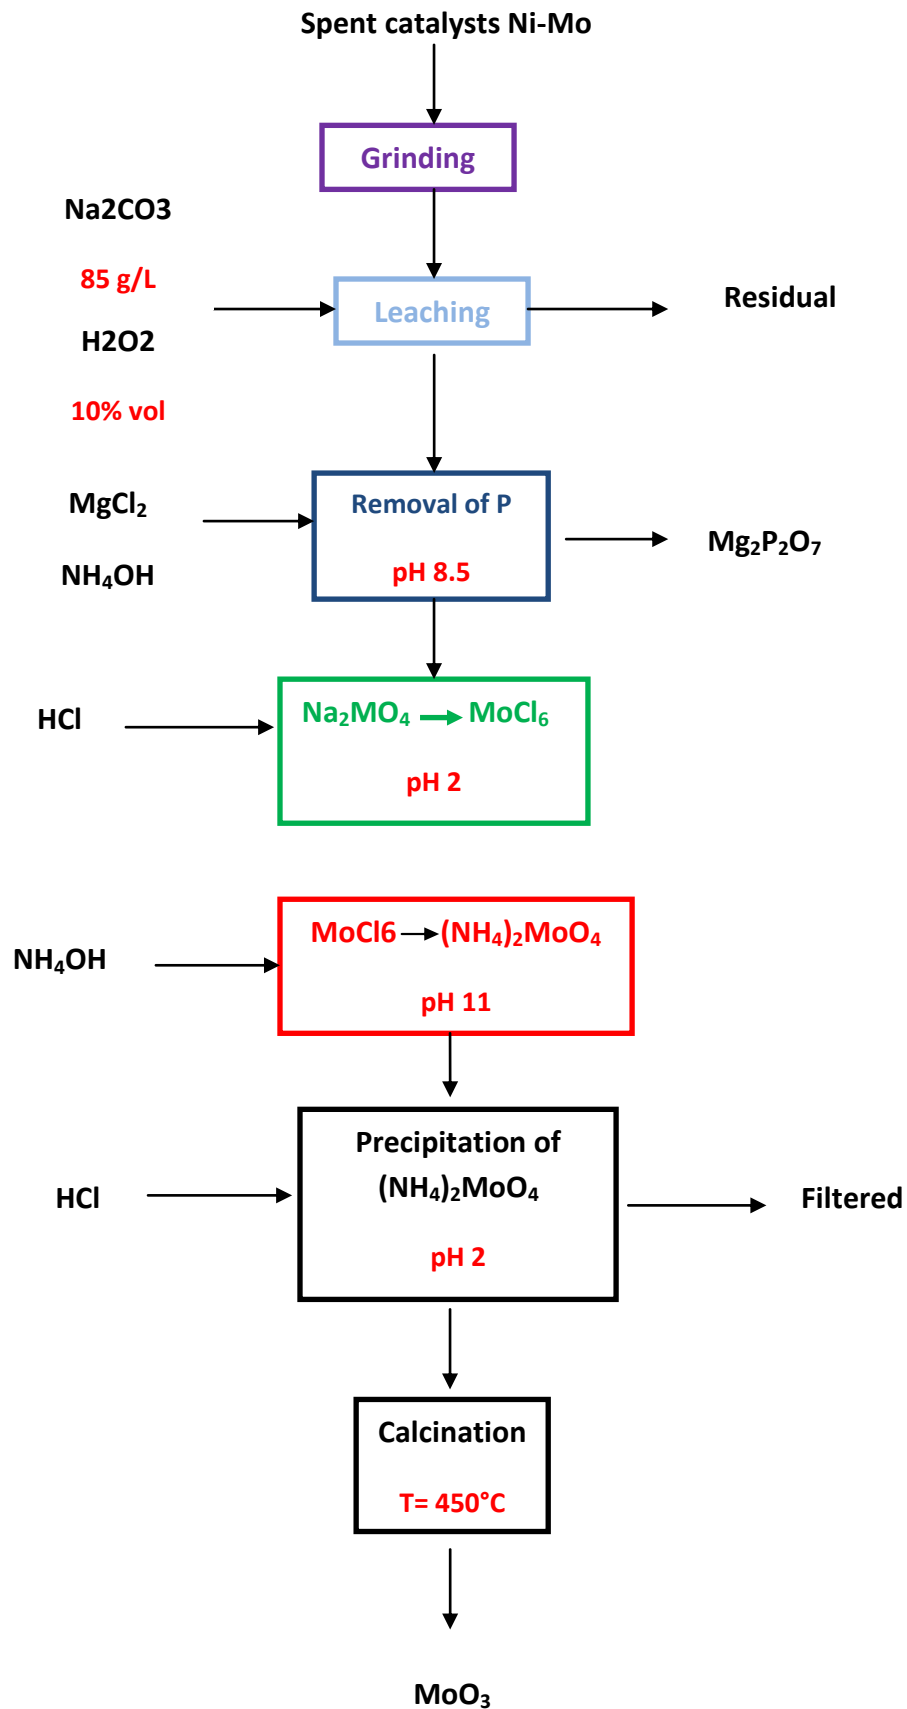 Spent catalysts Ni-Mo
Grinding
Na2CO3
85 g/L
H2O2
10% vol
Leaching
Residual
MgCl₂
NH₄OH
Removal of P
pH 8.5
Mg₂P₂O₇
HCl
Na₂MO₄ → MoCl₆
pH 2
NH₄OH
MoCl6 → (NH₄)₂MoO₄
pH 11
HCl
Precipitation of
(NH₄)₂MoO₄
pH 2
Filtered
Calcination
T= 450°C
MoO₃